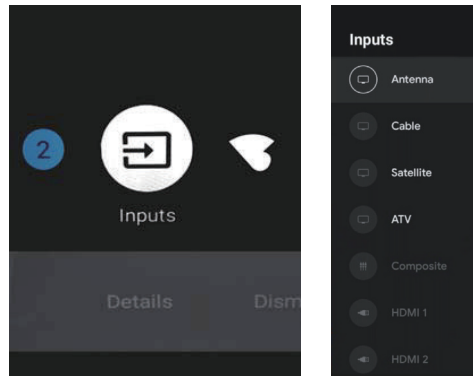 2
Inputs
Details
Dism
Inputs
Antenna
Cable
Satellite
ATV
Composite
HDMI 1
HDMI 2